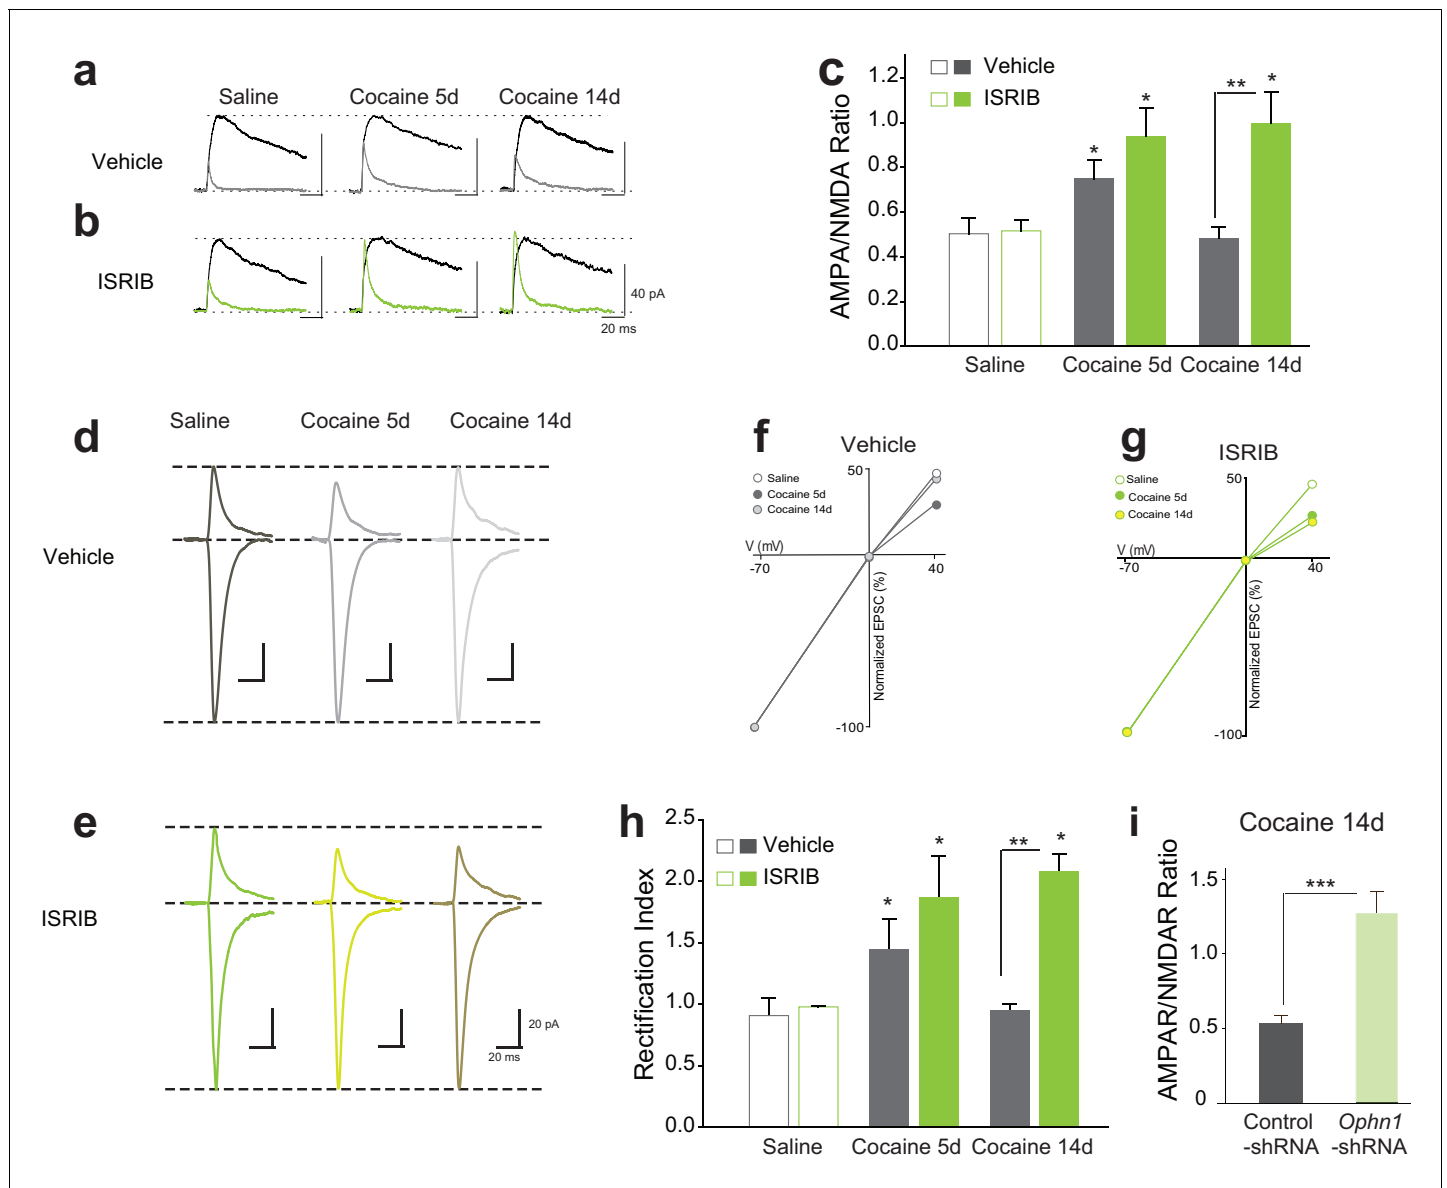 a
Saline
Cocaine 5d
Cocaine 14d
Vehicle
b
ISRIB
40 pA
20 ms
c
Vehicle
ISRIB
AMPA/NMDA Ratio
1.2
1.0
0.8
0.6
0.4
0.2
0.0
*
*
**
*
Saline
Cocaine 5d
Cocaine 14d
d
Saline
Cocaine 5d
Cocaine 14d
Vehicle
e
ISRIB
20 pA
20 ms
f
Vehicle
Saline
Cocaine 5d
Cocaine 14d
50
V (mV)
-70
40
Normalized EPSC (%)
-100
g
ISRIB
Saline
Cocaine 5d
Cocaine 14d
50
V (mV)
-70
40
Normalized EPSC (%)
-100
h
Vehicle
ISRIB
Rectification Index
2.5
2.0
1.5
1.0
0.5
0.0
*
*
**
*
Saline
Cocaine 5d
Cocaine 14d
i
Cocaine 14d
AMPAR/NMDAR Ratio
1.5
1.0
0.5
0
***
Control
-shRNA
Ophn1
-shRNA